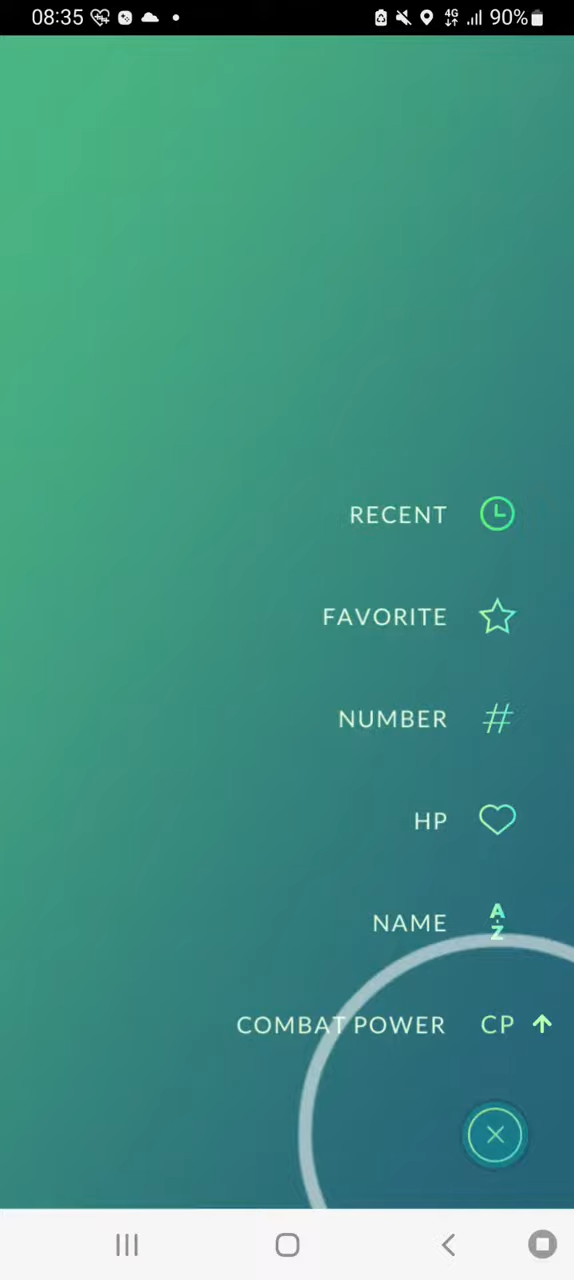 08:35 4G 90%
RECENT
FAVORITE
NUMBER #
HP
NAME A-Z
COMBAT POWER CP